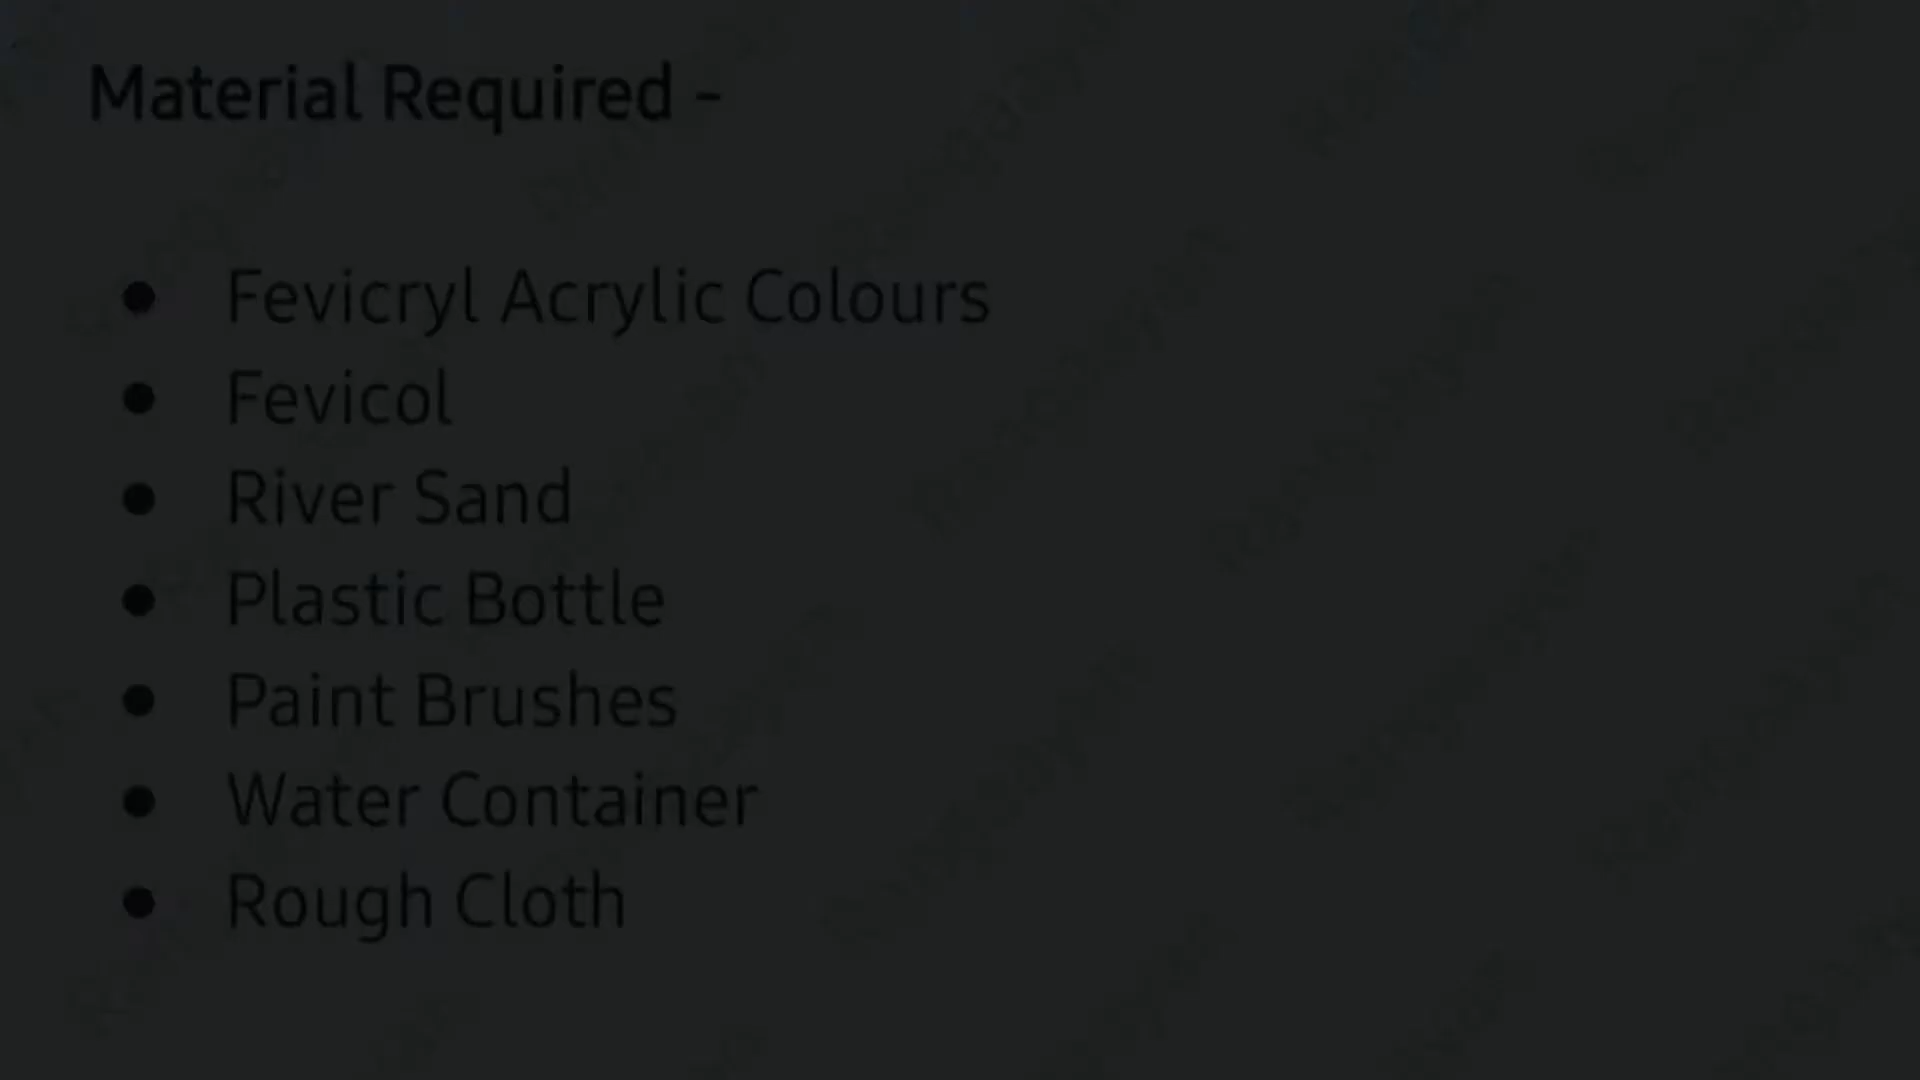 Material Required -
● Fevicryl Acrylic Colours
● Fevicol
● River Sand
● Plastic Bottle
● Paint Brushes
● Water Container
● Rough Cloth